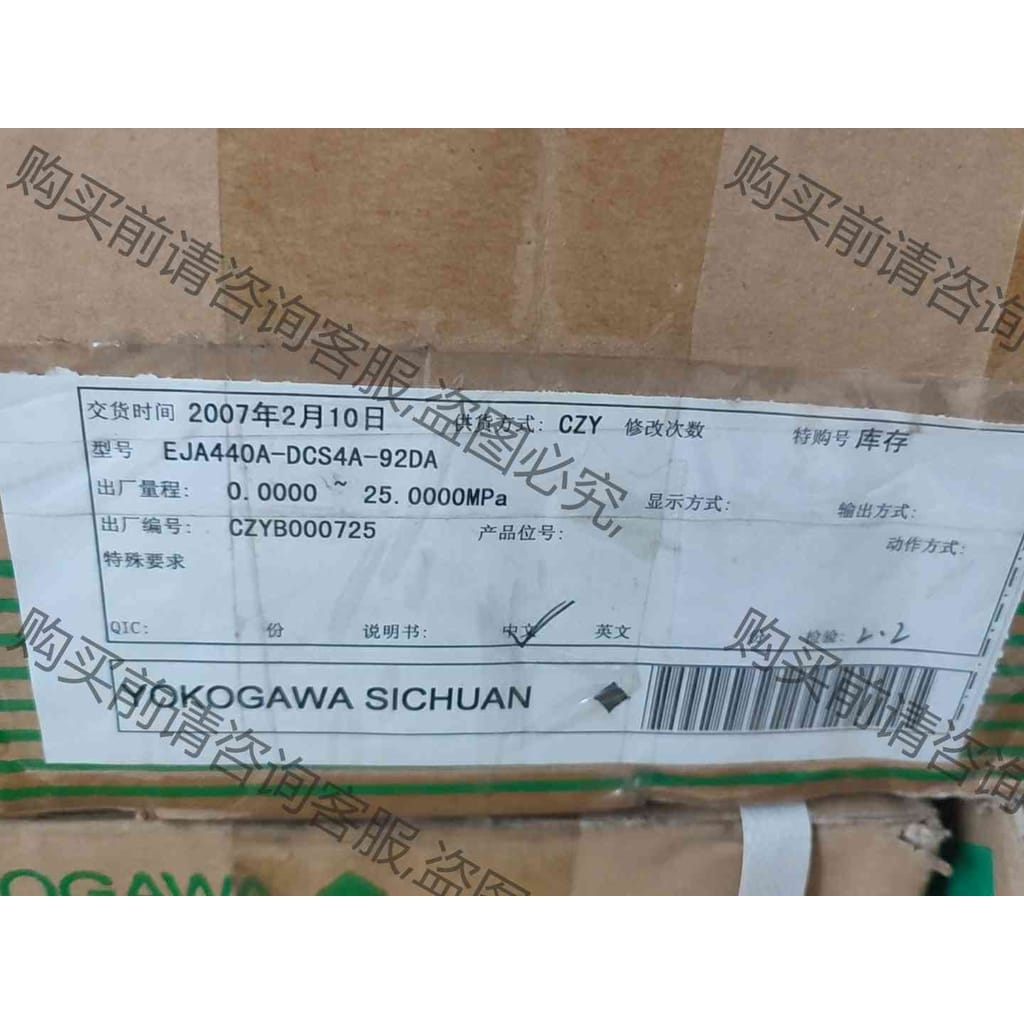 购买前请咨询客服,盗图必究,
购买前请咨询
交货时间 2007年2月10日 供货方式: CZY 修改次数 特购号 库存
型号 EJA440A-DCS4A-92DA
出厂量程: 0.0000 ~ 25.0000MPa 显示方式: 输出方式:
出厂编号: CZYB000725 产品位号: 动作方式:
特殊要求
QIC: 份 说明书: 中文 英文 检验: 2.2
YOKOGAWA SICHUAN
购买前请咨询客服,盗图
购买前请咨询
OGAWA